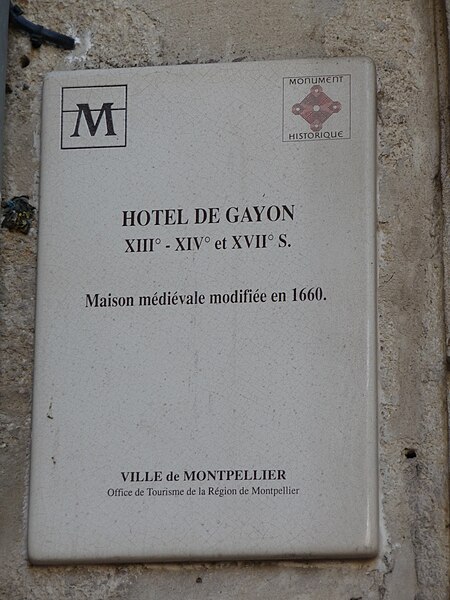 M
MONUMENT
HISTORIQUE
HOTEL DE GAYON
XIII° - XIV° et XVII° S.
Maison médiévale modifiée en 1660.
VILLE de MONTPELLIER
Office de Tourisme de la Région de Montpellier